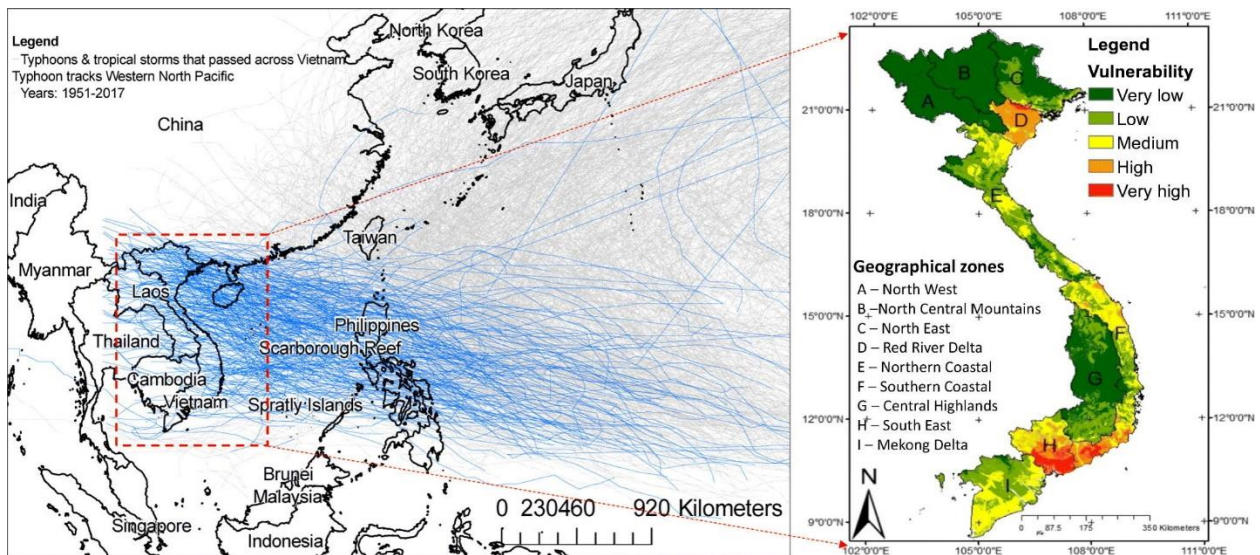 Legend
Typhoons & tropical storms that passed across Vietnam
Typhoon tracks Western North Pacific
Years: 1951-2017
North Korea
South Korea
Japan
China
India
Taiwan
Myanmar
Laos
Philippines
Thailand
Scarborough Reef
Cambodia
Vietnam
Spratly Islands
Brunei
Malaysia
Singapore
Indonesia
0 230460 920 Kilometers
102°0'0"E 105°0'0"E 108°0'0"E 111°0'0"E
Legend
Vulnerability
Very low
Low
Medium
High
Very high
21°0'0"N 21°0'0"N
18°0'0"N 18°0'0"N
15°0'0"N 15°0'0"N
12°0'0"N 12°0'0"N
9°0'0"N 9°0'0"N
A
B
C
D
E
F
G
H
I
Geographical zones
A – North West
B –North Central Mountains
C – North East
D – Red River Delta
E – Northern Coastal
F – Southern Coastal
G – Central Highlands
H – South East
I – Mekong Delta
N
0 87.5 175 350 Kilometers
102°0'0"E 105°0'0"E 108°0'0"E 111°0'0"E